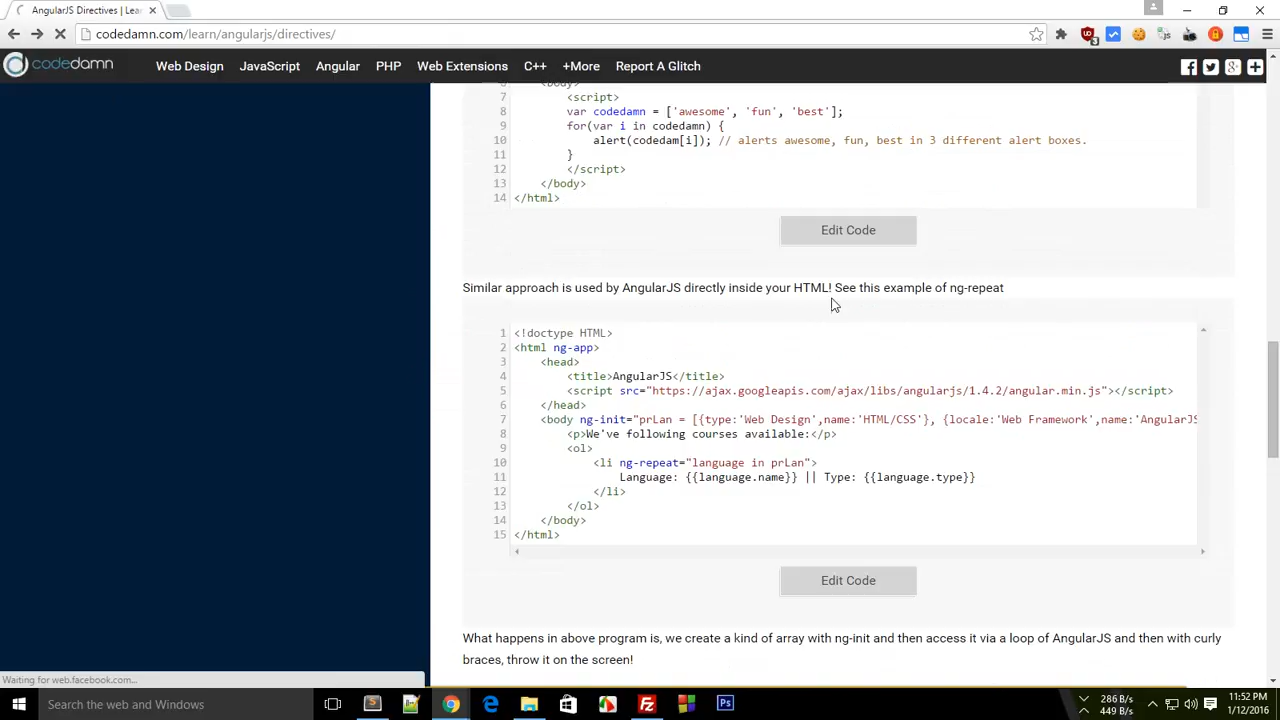 AngularJS Directives | Lea
codedamn.com/learn/angularjs/directives/
codedamn Web Design JavaScript Angular PHP Web Extensions C++ +More Report A Glitch
6 <body>
7 <script>
8 var codedamn = ['awesome', 'fun', 'best'];
9 for(var i in codedamn) {
10 alert(codedam[i]); // alerts awesome, fun, best in 3 different alert boxes.
11 }
12 </script>
13 </body>
14 </html>
Edit Code
Similar approach is used by AngularJS directly inside your HTML! See this example of ng-repeat
1 <!doctype HTML>
2 <html ng-app>
3 <head>
4 <title>AngularJS</title>
5 <script src="https://ajax.googleapis.com/ajax/libs/angularjs/1.4.2/angular.min.js"></script>
6 </head>
7 <body ng-init="prLan = [{type:'Web Design',name:'HTML/CSS'}, {locale:'Web Framework',name:'AngularJS
8 <p>We've following courses available:</p>
9 <ol>
10 <li ng-repeat="language in prLan">
11 Language: {{language.name}} || Type: {{language.type}}
12 </li>
13 </ol>
14 </body>
15 </html>
Edit Code
What happens in above program is, we create a kind of array with ng-init and then access it via a loop of AngularJS and then with curly
braces, throw it on the screen!
Waiting for web.facebook.com...
Search the web and Windows
Ps
286 B/s
449 B/s
11:52 PM
1/12/2016